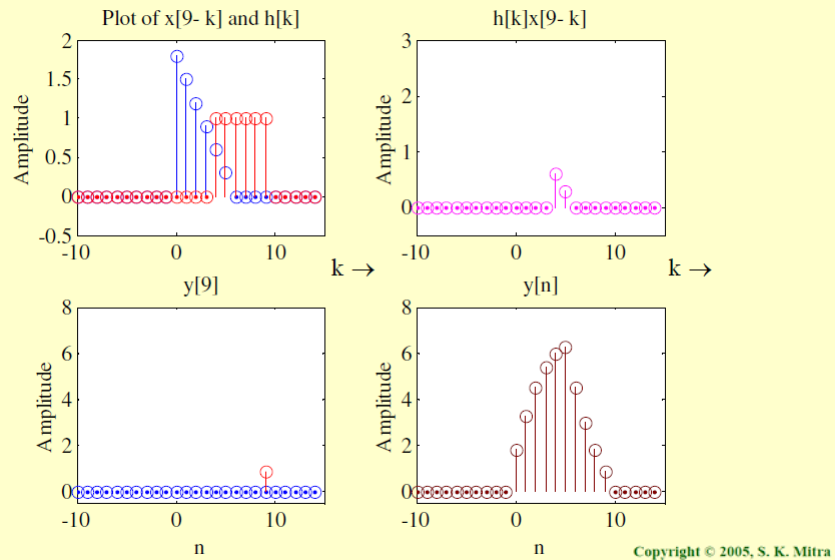 Plot of x[9- k] and h[k]
h[k]x[9- k]
2
1.5
1
0.5
0
-0.5
Amplitude
-10 0 10
k →
3
2
1
0
Amplitude
-10 0 10
k →
y[9]
y[n]
8
6
4
2
0
Amplitude
-10 0 10
n
8
6
4
2
0
Amplitude
-10 0 10
n
Copyright © 2005, S. K. Mitra